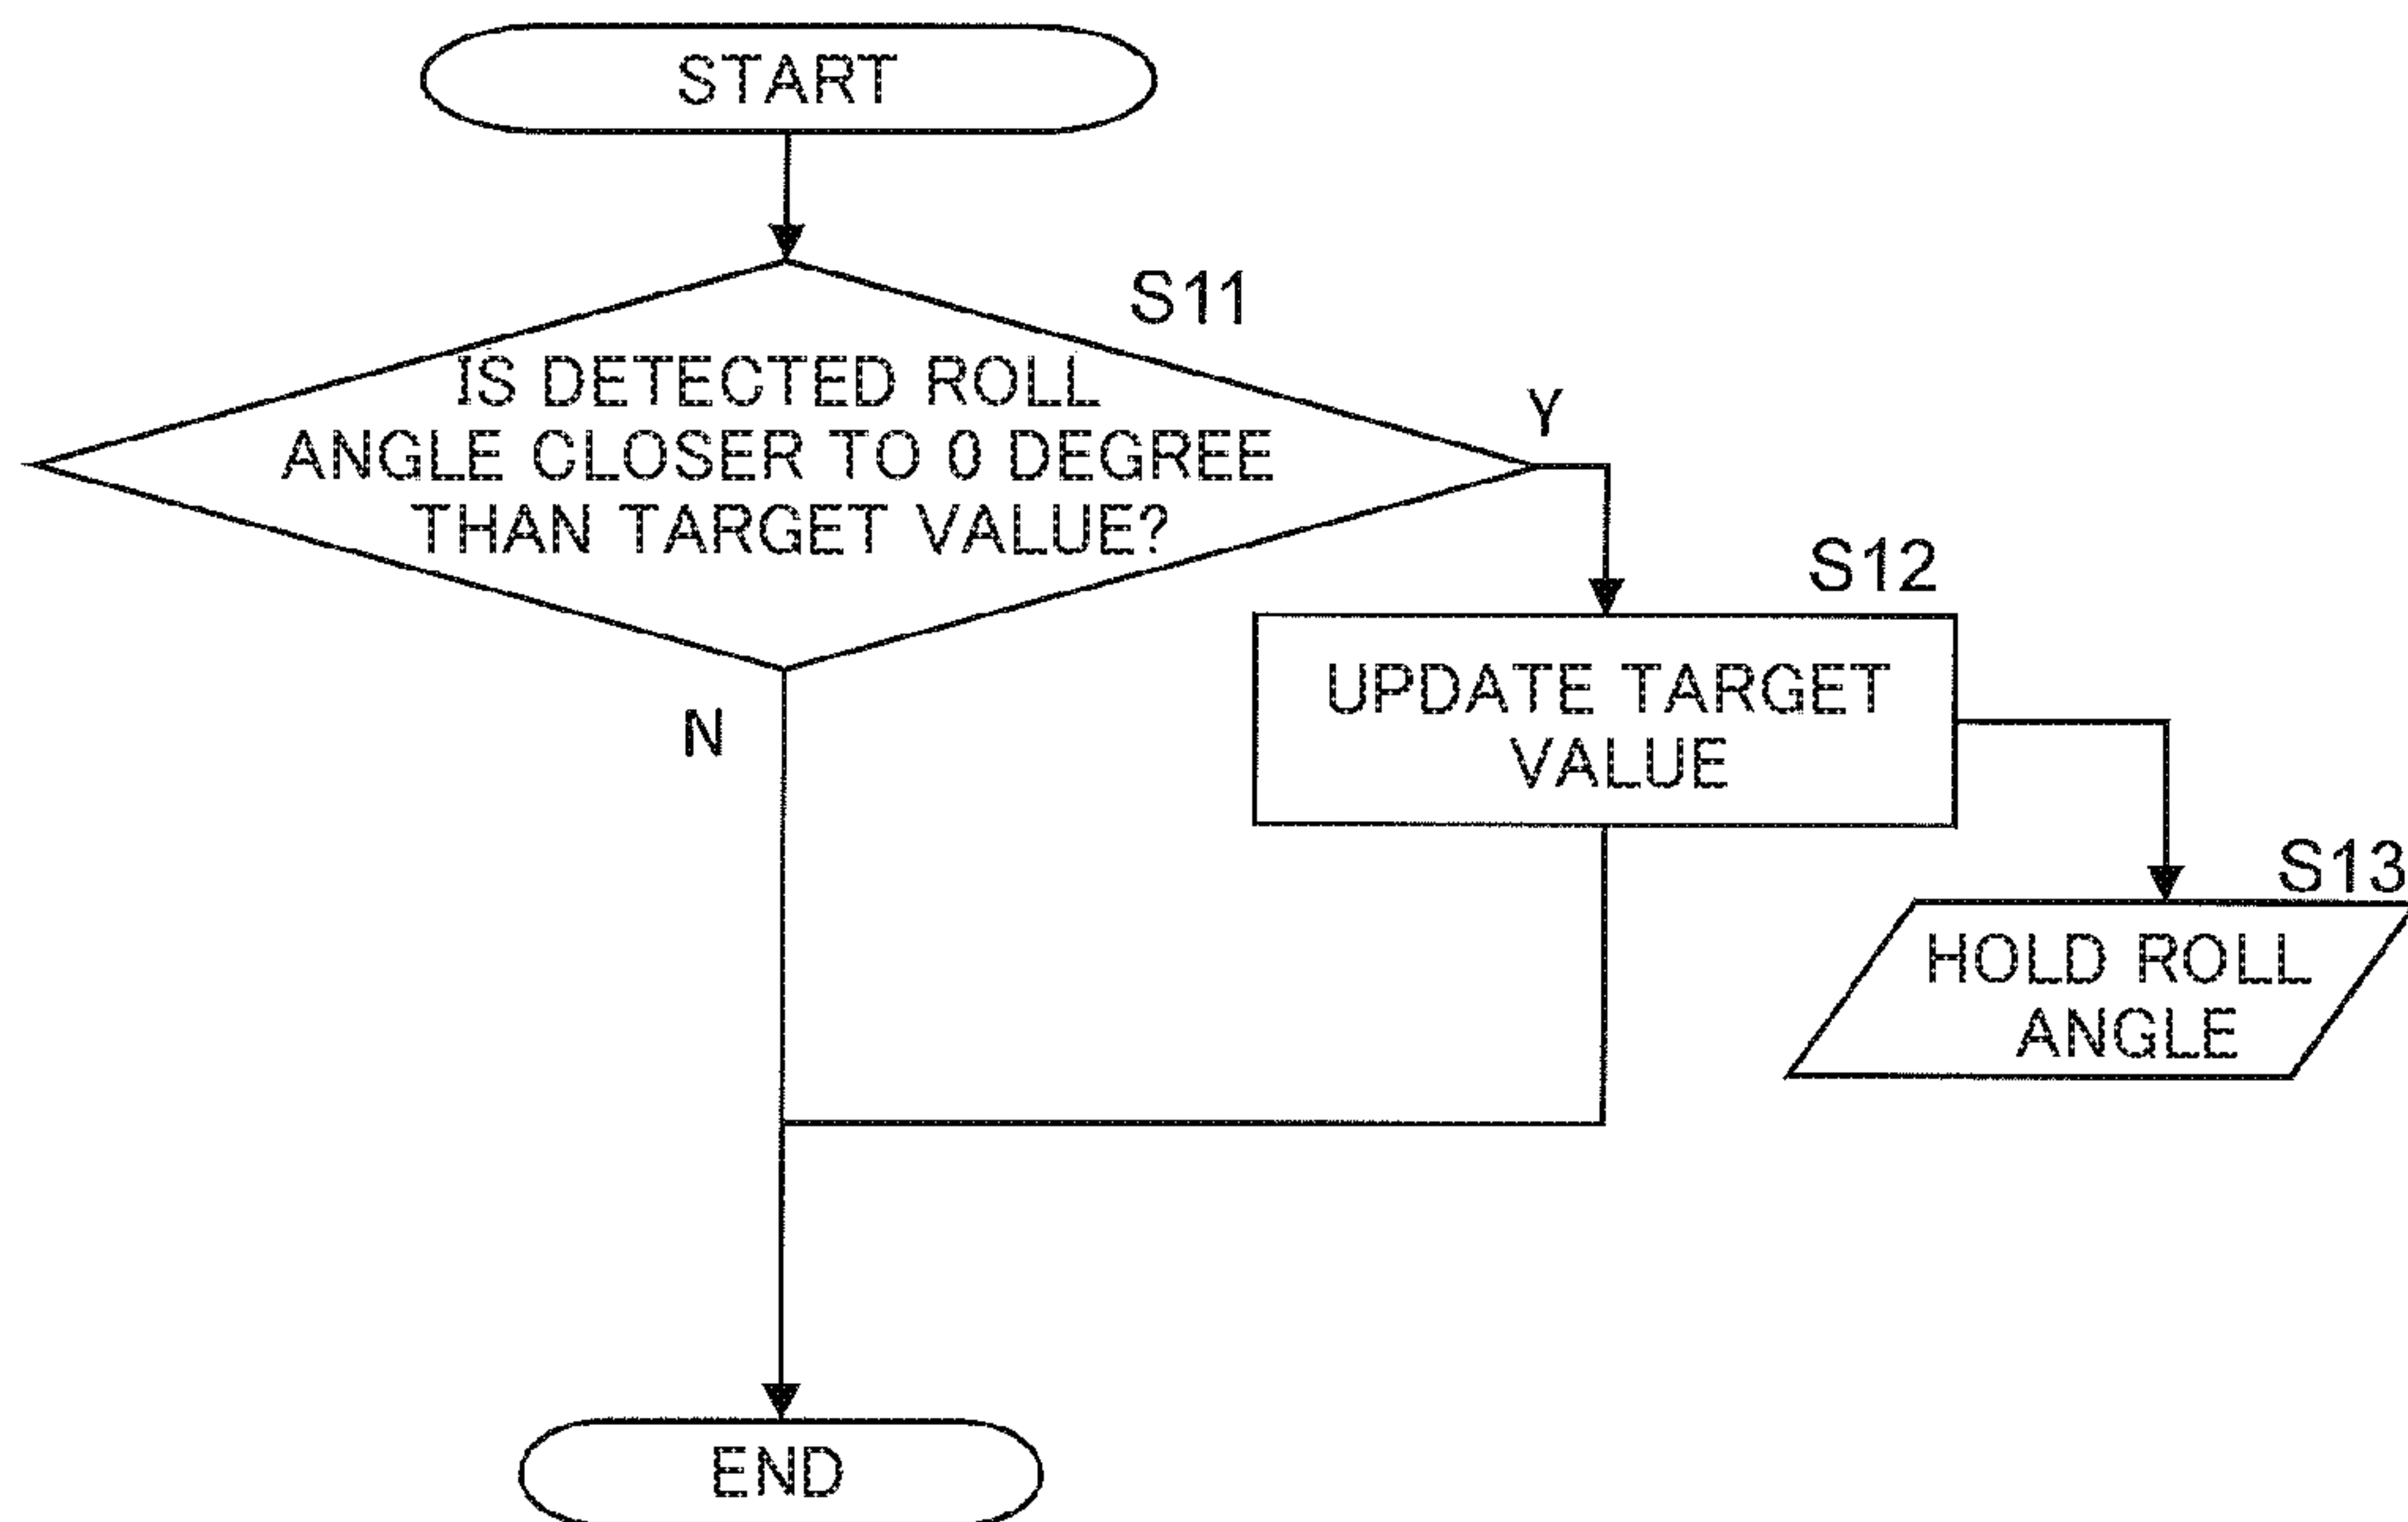 START
S11
IS DETECTED ROLL
ANGLE CLOSER TO 0 DEGREE
THAN TARGET VALUE?
Y
N
S12
UPDATE TARGET
VALUE
S13
HOLD ROLL
ANGLE
END